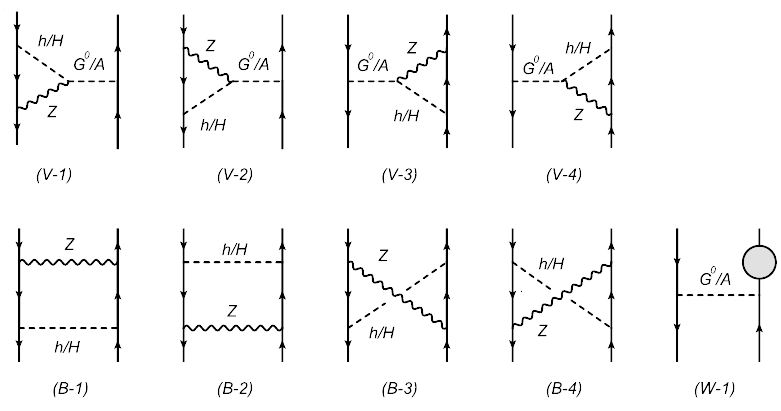 h/H G⁰/A Z
Z G⁰/A h/H
G⁰/A Z h/H
G⁰/A h/H Z
(V-1) (V-2) (V-3) (V-4)
Z h/H
h/H Z
Z h/H
h/H Z
G⁰/A
(B-1) (B-2) (B-3) (B-4) (W-1)